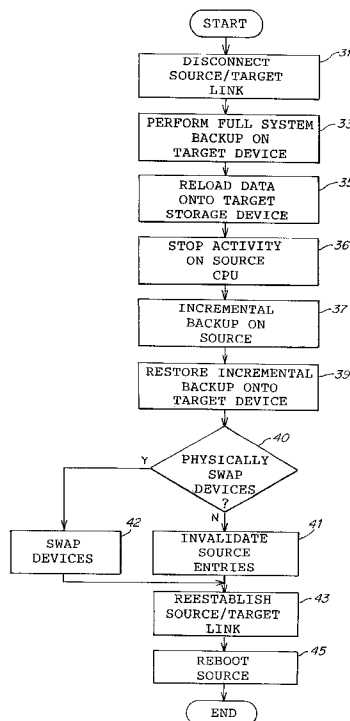 START
DISCONNECT
SOURCE/TARGET
LINK
31
PERFORM FULL SYSTEM
BACKUP ON
TARGET DEVICE
33
RELOAD DATA
ONTO TARGET
STORAGE DEVICE
35
STOP ACTIVITY
ON SOURCE
CPU
36
INCREMENTAL
BACKUP ON
SOURCE
37
RESTORE INCREMENTAL
BACKUP ONTO
TARGET DEVICE
39
40
PHYSICALLY
SWAP
DEVICES
?
Y
N
SWAP
DEVICES
42
INVALIDATE
SOURCE
ENTRIES
41
REESTABLISH
SOURCE/TARGET
LINK
43
REBOOT
SOURCE
45
END